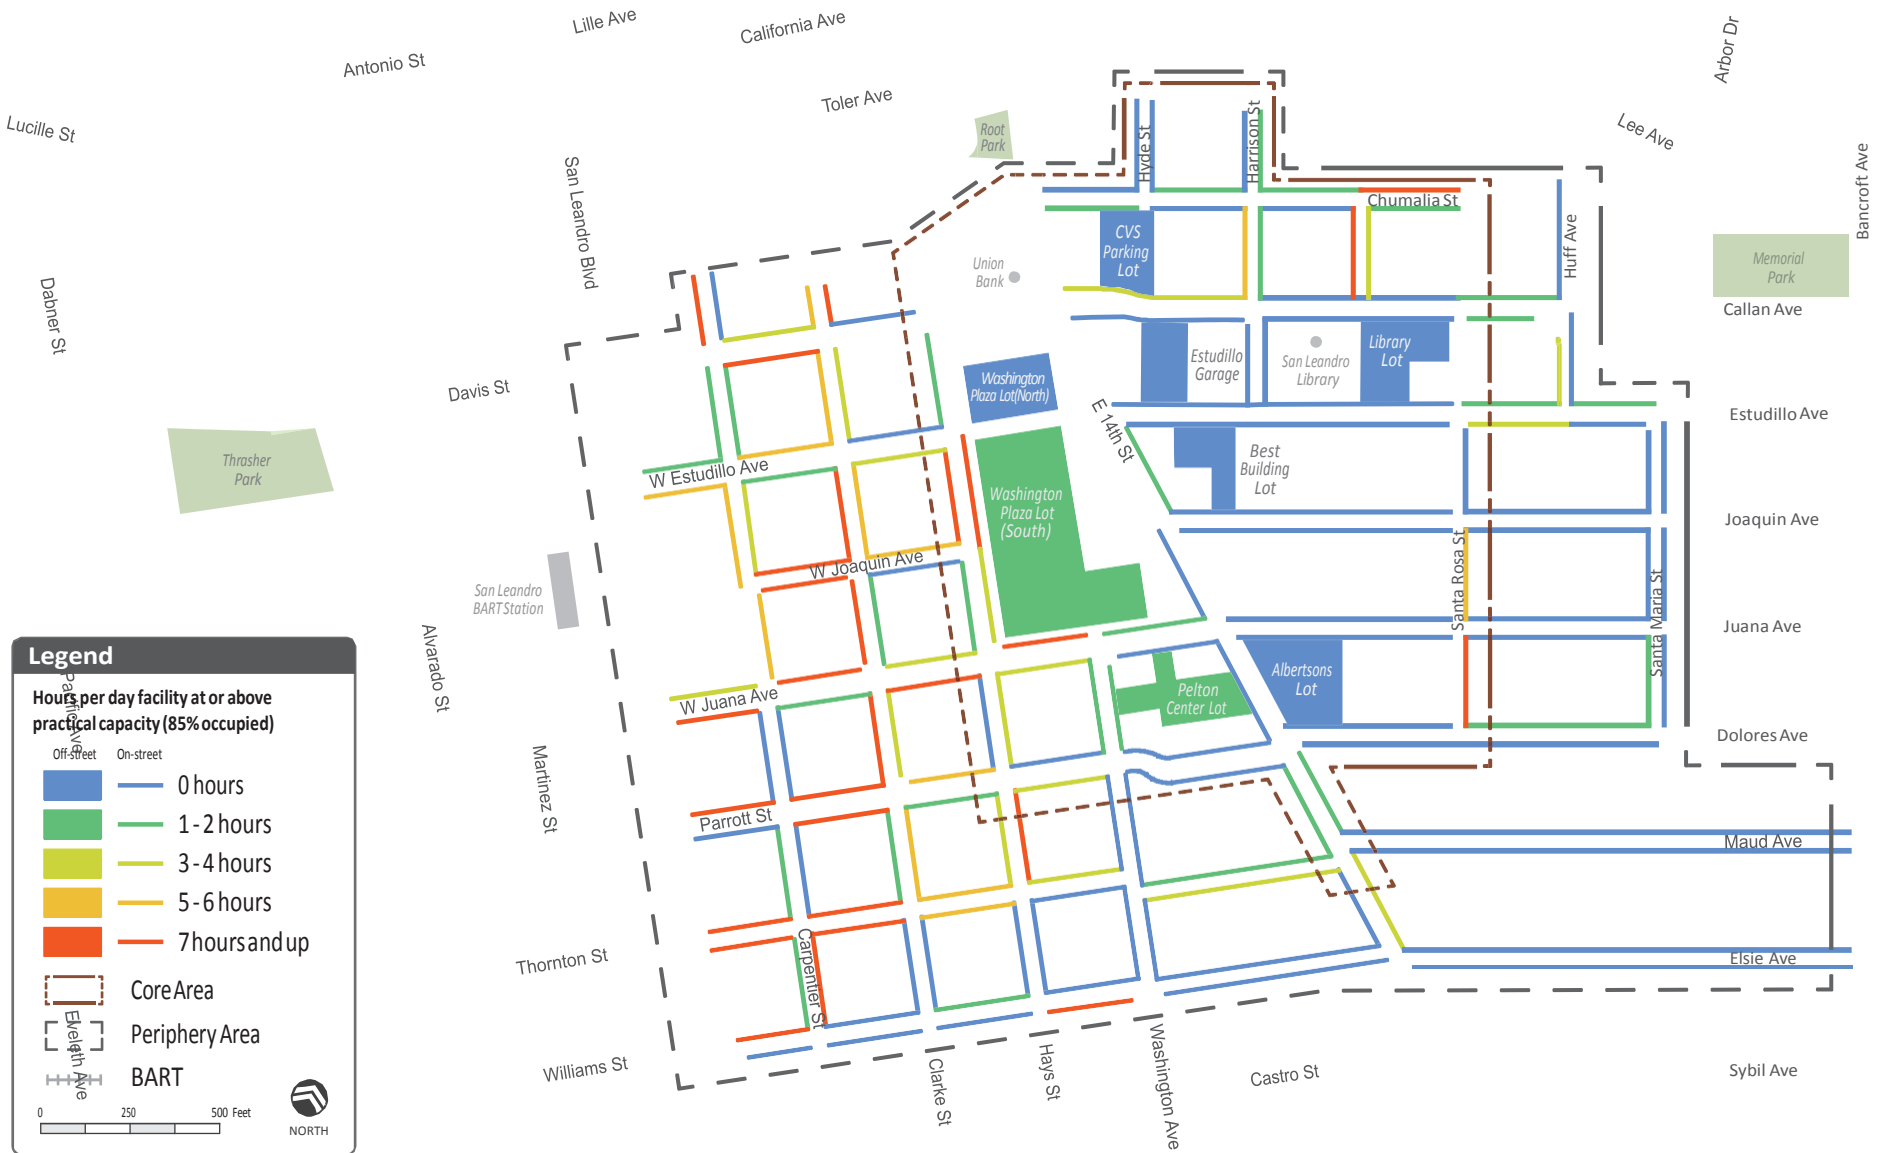 Lille Ave
California Ave
Antonio St
Toler Ave
Arbor Dr
Lucille St
Lee Ave
Root
Park
Hyde St
Harrison St
Bancroft Ave
San Leandro Blvd
Chumalia St
Huff Ave
CVS
Parking
Lot
Union
Bank
Memorial
Park
Callan Ave
Dabner St
Estudillo
Garage
San Leandro
Library
Library
Lot
Washington
Plaza Lot(North)
Davis St
E 14th St
Estudillo Ave
Thrasher
Park
W Estudillo Ave
Best
Building
Lot
Washington
Plaza Lot
(South)
Joaquin Ave
W Joaquin Ave
Santa Rosa St
Santa Maria St
San Leandro
BART Station
Juana Ave
Alvarado St
W Juana Ave
Pelton
Center Lot
Albertsons
Lot
Dolores Ave
Martinez St
Parrott St
Maud Ave
Thornton St
Carpentier St
Elsie Ave
Williams St
Clarke St
Hays St
Washington Ave
Castro St
Sybil Ave
Legend
Hours per day facility at or above
practical capacity (85% occupied)
Pacific Ave
Off-street On-street
0 hours
1 - 2 hours
3 - 4 hours
5 - 6 hours
7 hours and up
Core Area
Periphery Area
BART
Elveleth Ave
0 250 500 Feet
NORTH